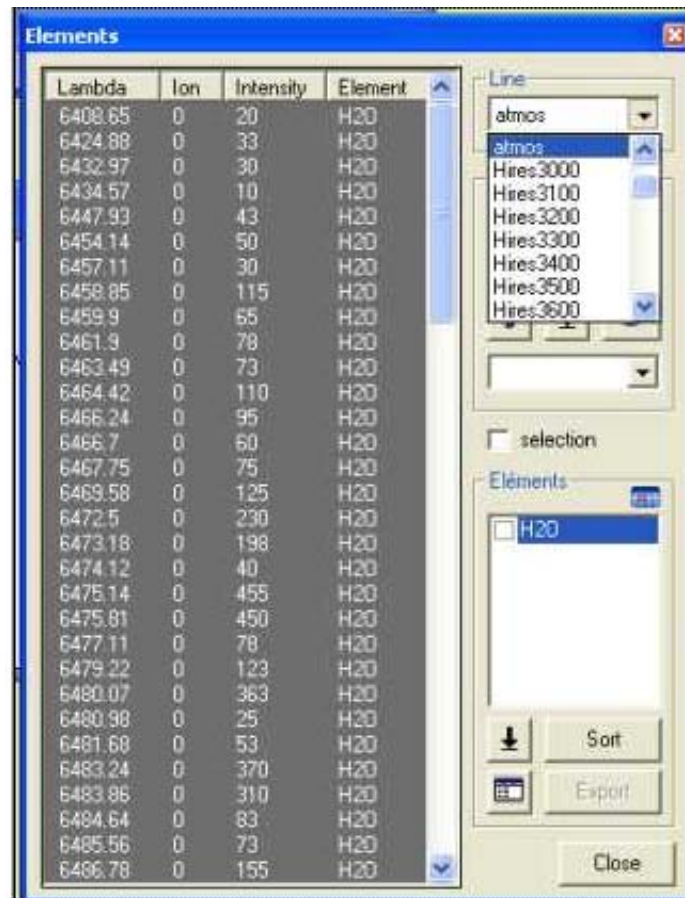 Elements
Lambda Ion Intensity Element
6408.65 0 20 H2O
6424.88 0 33 H2O
6432.97 0 30 H2O
6434.57 0 10 H2O
6447.93 0 43 H2O
6454.14 0 50 H2O
6457.11 0 30 H2O
6458.85 0 115 H2O
6459.9 0 65 H2O
6461.9 0 78 H2O
6463.49 0 73 H2O
6464.42 0 110 H2O
6466.24 0 95 H2O
6466.7 0 60 H2O
6467.75 0 75 H2O
6469.58 0 125 H2O
6472.5 0 230 H2O
6473.18 0 198 H2O
6474.12 0 40 H2O
6475.14 0 455 H2O
6475.81 0 450 H2O
6477.11 0 78 H2O
6479.22 0 123 H2O
6480.07 0 363 H2O
6480.98 0 25 H2O
6481.68 0 53 H2O
6483.24 0 370 H2O
6483.86 0 310 H2O
6484.64 0 83 H2O
6485.56 0 73 H2O
6486.78 0 155 H2O
Line
atmos
atmos
Hires3000
Hires3100
Hires3200
Hires3300
Hires3400
Hires3500
Hires3600
selection
Eléments
H2O
Sort
Export
Close